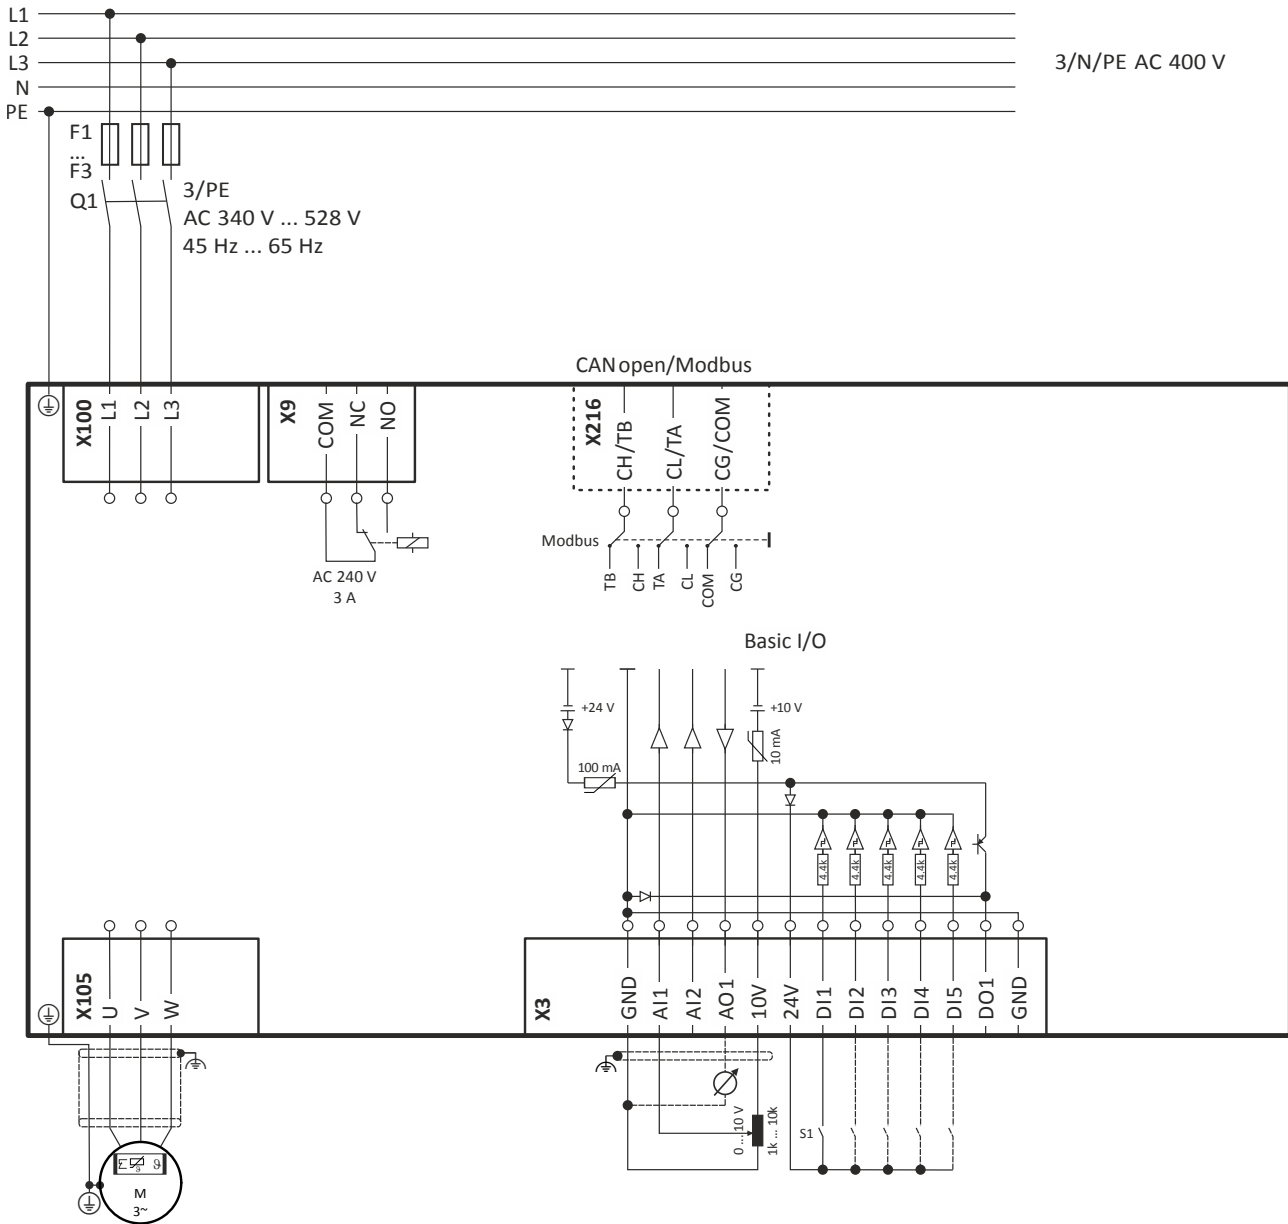 L1
L2
L3
N
PE
3/N/PE AC 400 V
F1
...
F3
Q1
3/PE
AC 340 V ... 528 V
45 Hz ... 65 Hz
CANopen/Modbus
X100
L1
L2
L3
X9
COM
NC
NO
X216
CH/TB
CL/TA
CG/COM
AC 240 V
3 A
Modbus
TB
CH
TA
CL
COM
CG
Basic I/O
+24 V
+10 V
10 mA
100 mA
4.4k
4.4k
4.4k
4.4k
4.4k
X105
U
V
W
X3
GND
AI1
AI2
AO1
10V
24V
DI1
DI2
DI3
DI4
DI5
DO1
GND
0 ... 10 V
1k ... 10k
S1
ϑ
M
3~